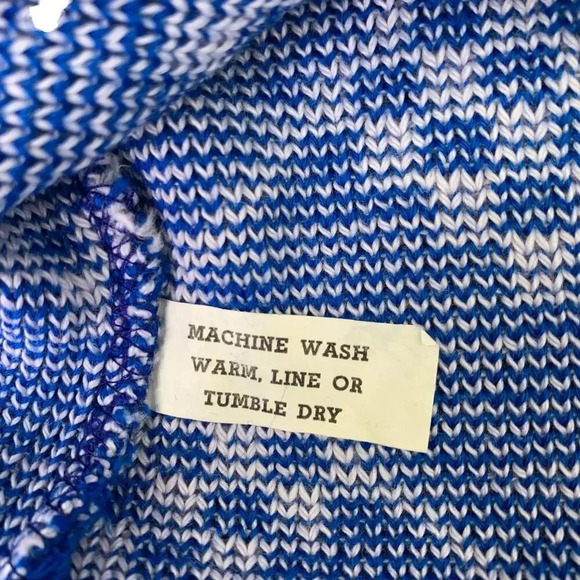 MACHINE WASH
WARM, LINE OR
TUMBLE DRY